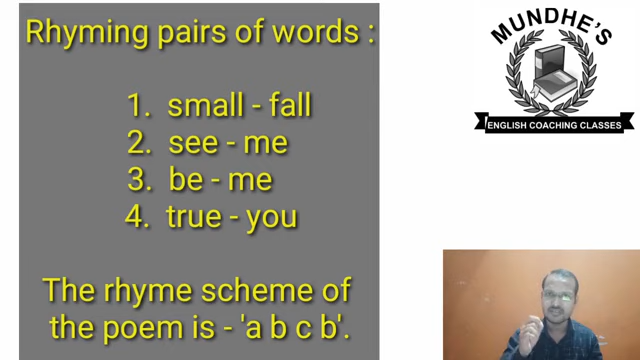 Rhyming pairs of words :
1. small - fall
2. see - me
3. be - me
4. true - you
The rhyme scheme of
the poem is - 'a b c b'.
MUNDHE'S
ENGLISH COACHING CLASSES